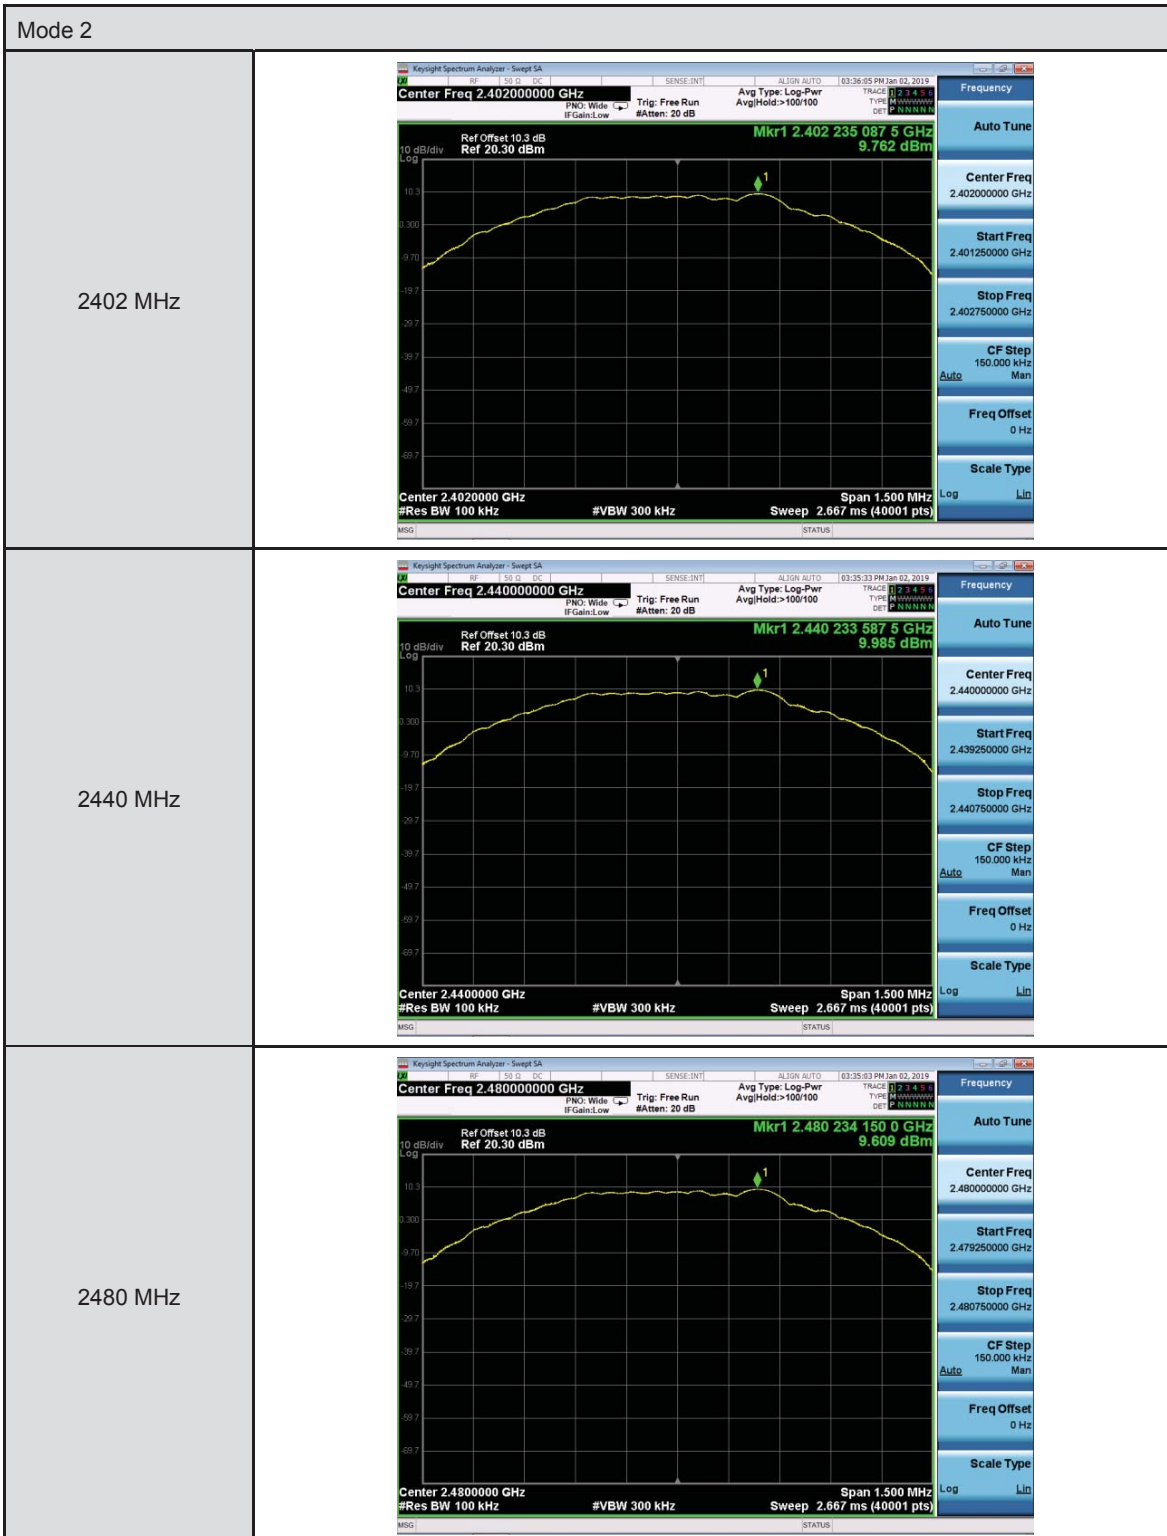 Mode 2
2402 MHz
Keysight Spectrum Analyzer - Swept SA
RF 50 Ω DC SENSE:INT ALIGN AUTO 03:36:05 PM Jan 02, 2019
Center Freq 2.402000000 GHz
PNO: Wide Trig: Free Run
IFGain:Low #Atten: 20 dB
Avg Type: Log-Pwr
Avg|Hold:>100/100
TRACE 1 2 3 4 5 6
TYPE M WWWWW
DET P N N N N N
Frequency
Ref Offset 10.3 dB
10 dB/div Ref 20.30 dBm
Log
Mkr1 2.402 235 087 5 GHz
9.762 dBm
1
10.3
0.300
-9.70
-19.7
-29.7
-39.7
-49.7
-59.7
-69.7
Center 2.4020000 GHz Span 1.500 MHz
#Res BW 100 kHz #VBW 300 kHz Sweep 2.667 ms (40001 pts)
MSG STATUS
Auto Tune
Center Freq
2.402000000 GHz
Start Freq
2.401250000 GHz
Stop Freq
2.402750000 GHz
CF Step
150.000 kHz
Auto Man
Freq Offset
0 Hz
Scale Type
Log Lin
2440 MHz
Keysight Spectrum Analyzer - Swept SA
RF 50 Ω DC SENSE:INT ALIGN AUTO 03:35:33 PM Jan 02, 2019
Center Freq 2.440000000 GHz
PNO: Wide Trig: Free Run
IFGain:Low #Atten: 20 dB
Avg Type: Log-Pwr
Avg|Hold:>100/100
TRACE 1 2 3 4 5 6
TYPE M WWWWW
DET P N N N N N
Frequency
Ref Offset 10.3 dB
10 dB/div Ref 20.30 dBm
Log
Mkr1 2.440 233 587 5 GHz
9.985 dBm
1
10.3
0.300
-9.70
-19.7
-29.7
-39.7
-49.7
-59.7
-69.7
Center 2.4400000 GHz Span 1.500 MHz
#Res BW 100 kHz #VBW 300 kHz Sweep 2.667 ms (40001 pts)
MSG STATUS
Auto Tune
Center Freq
2.440000000 GHz
Start Freq
2.439250000 GHz
Stop Freq
2.440750000 GHz
CF Step
150.000 kHz
Auto Man
Freq Offset
0 Hz
Scale Type
Log Lin
2480 MHz
Keysight Spectrum Analyzer - Swept SA
RF 50 Ω DC SENSE:INT ALIGN AUTO 03:35:03 PM Jan 02, 2019
Center Freq 2.480000000 GHz
PNO: Wide Trig: Free Run
IFGain:Low #Atten: 20 dB
Avg Type: Log-Pwr
Avg|Hold:>100/100
TRACE 1 2 3 4 5 6
TYPE M WWWWW
DET P N N N N N
Frequency
Ref Offset 10.3 dB
10 dB/div Ref 20.30 dBm
Log
Mkr1 2.480 234 150 0 GHz
9.609 dBm
1
10.3
0.300
-9.70
-19.7
-29.7
-39.7
-49.7
-59.7
-69.7
Center 2.4800000 GHz Span 1.500 MHz
#Res BW 100 kHz #VBW 300 kHz Sweep 2.667 ms (40001 pts)
MSG STATUS
Auto Tune
Center Freq
2.480000000 GHz
Start Freq
2.479250000 GHz
Stop Freq
2.480750000 GHz
CF Step
150.000 kHz
Auto Man
Freq Offset
0 Hz
Scale Type
Log Lin